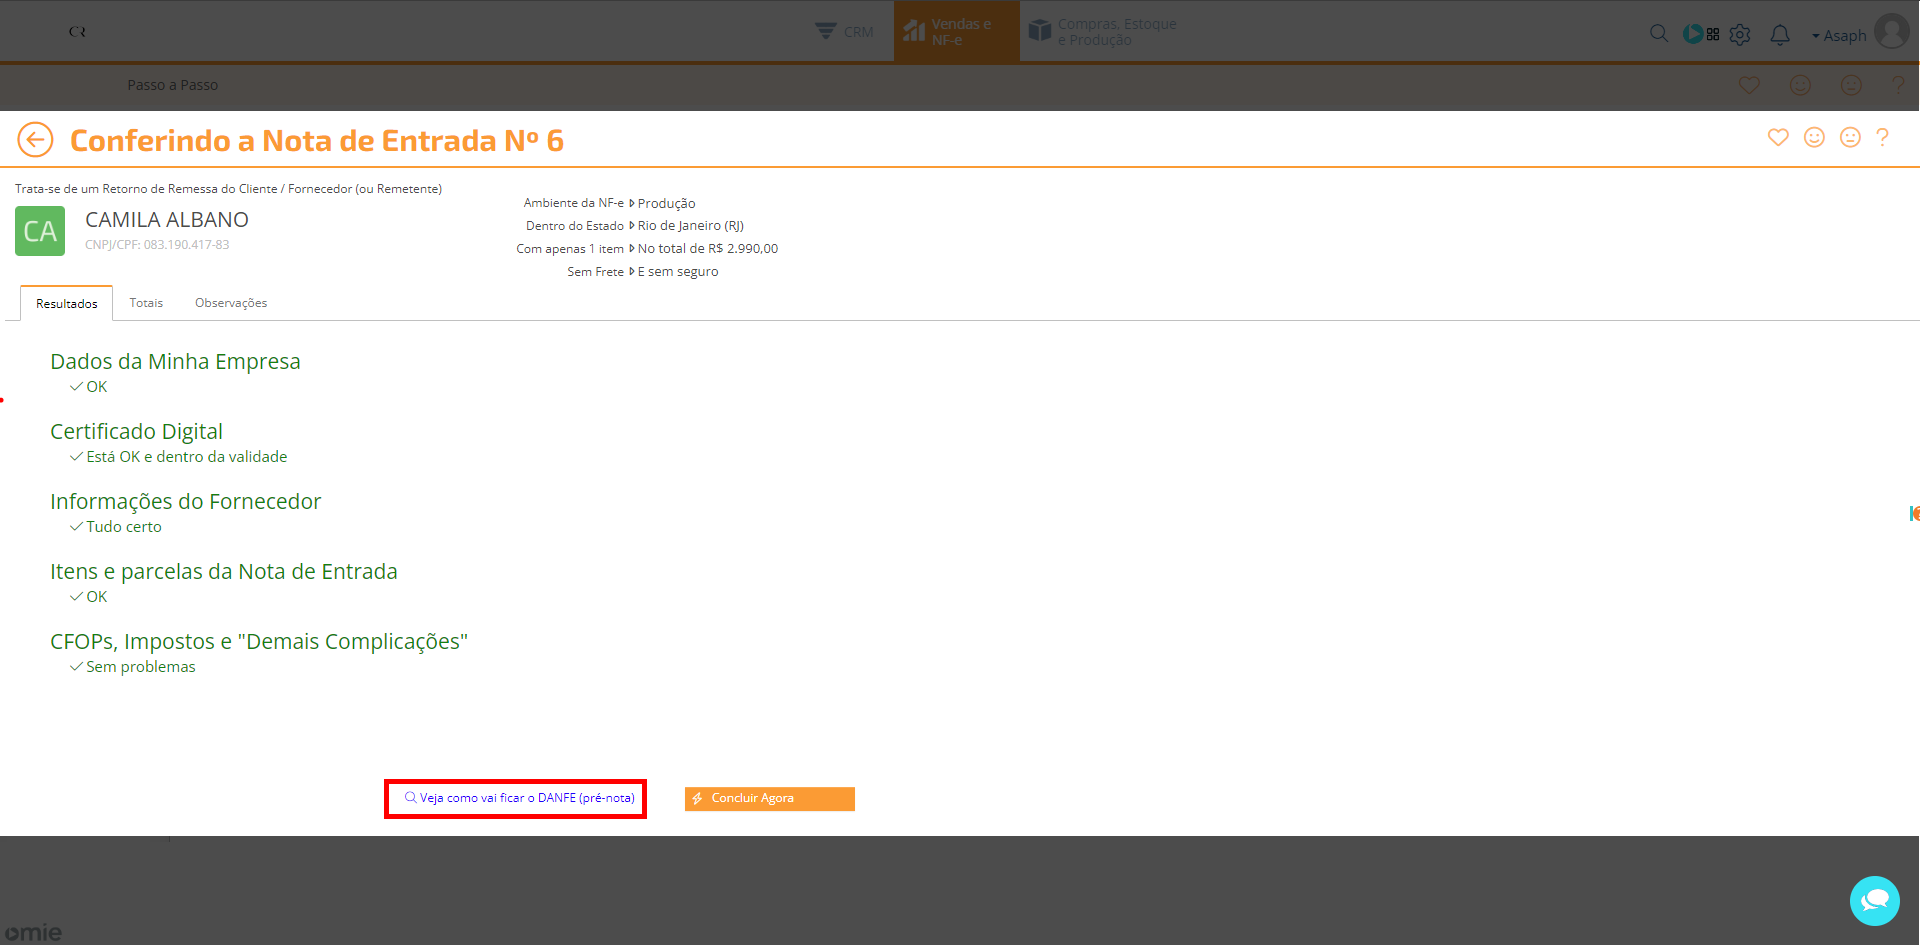 CR
CRM
Vendas e
NF-e
Compras, Estoque
e Produção
Asaph
Passo a Passo
Conferindo a Nota de Entrada Nº 6
Trata-se de um Retorno de Remessa do Cliente / Fornecedor (ou Remetente)
CA
CAMILA ALBANO
CNPJ/CPF: 083.190.417-83
Ambiente da NF-e Produção
Dentro do Estado Rio de Janeiro (RJ)
Com apenas 1 item No total de R$ 2.990,00
Sem Frete E sem seguro
Resultados Totais Observações
Dados da Minha Empresa
OK
Certificado Digital
Está OK e dentro da validade
Informações do Fornecedor
Tudo certo
Itens e parcelas da Nota de Entrada
OK
CFOPs, Impostos e "Demais Complicações"
Sem problemas
Veja como vai ficar o DANFE (pré-nota)
Concluir Agora
omie